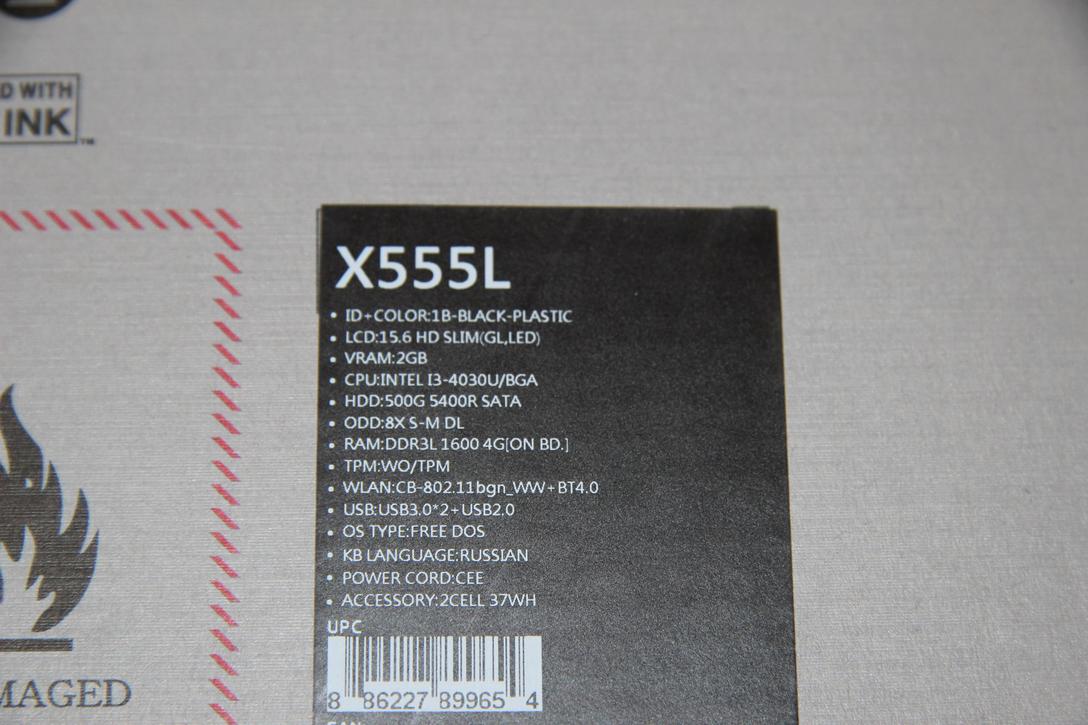 D WITH
INK
™
X555L
• ID+COLOR:1B-BLACK-PLASTIC
• LCD:15.6 HD SLIM(GL,LED)
• VRAM:2GB
• CPU:INTEL I3-4030U/BGA
• HDD:500G 5400R SATA
• ODD:8X S-M DL
• RAM:DDR3L 1600 4G[ON BD.]
• TPM:WO/TPM
• WLAN:CB-802.11bgn_WW+BT4.0
• USB:USB3.0*2+USB2.0
• OS TYPE:FREE DOS
• KB LANGUAGE:RUSSIAN
• POWER CORD:CEE
• ACCESSORY:2CELL 37WH
UPC
8 86227 89965 4
MAGED